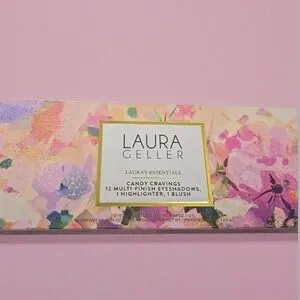 LAURA
GELLER
LAURA'S ESSENTIALS
CANDY CRAVINGS
12 MULTI-FINISH EYESHADOWS,
1 HIGHLIGHTER, 1 BLUSH